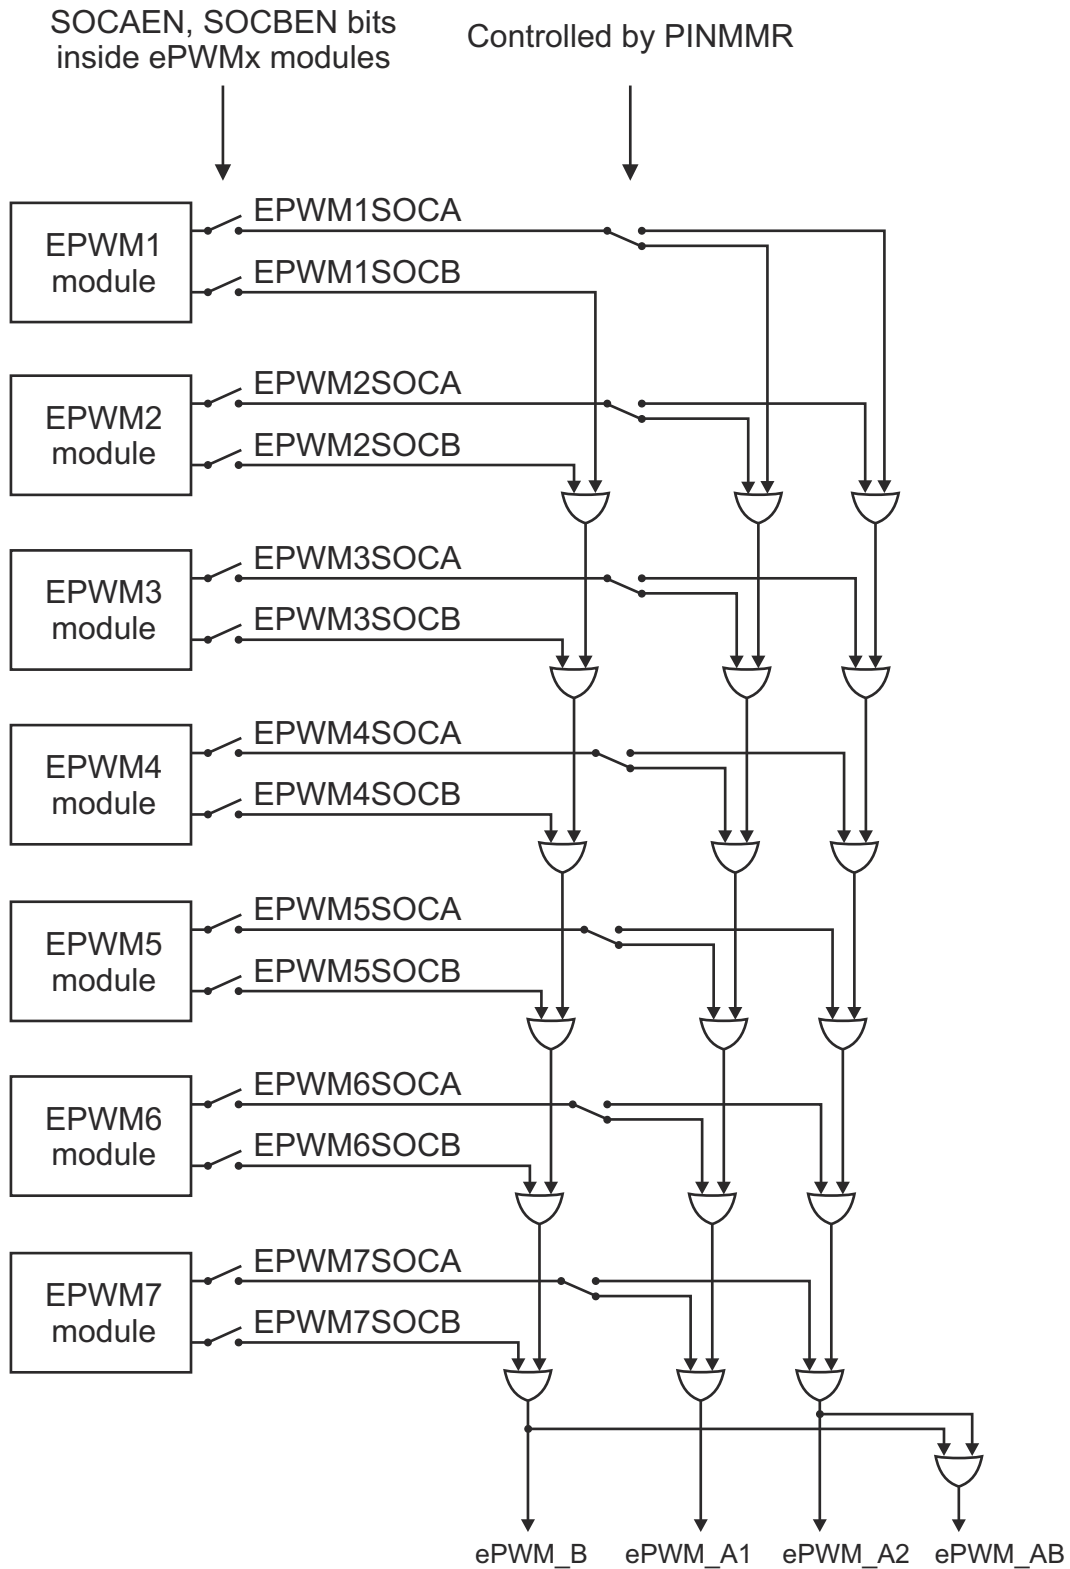 SOCAEN, SOCBEN bits
inside ePWMx modules
Controlled by PINMMR
EPWM1
module
EPWM1SOCA
EPWM1SOCB
EPWM2
module
EPWM2SOCA
EPWM2SOCB
EPWM3
module
EPWM3SOCA
EPWM3SOCB
EPWM4
module
EPWM4SOCA
EPWM4SOCB
EPWM5
module
EPWM5SOCA
EPWM5SOCB
EPWM6
module
EPWM6SOCA
EPWM6SOCB
EPWM7
module
EPWM7SOCA
EPWM7SOCB
ePWM_B
ePWM_A1
ePWM_A2
ePWM_AB